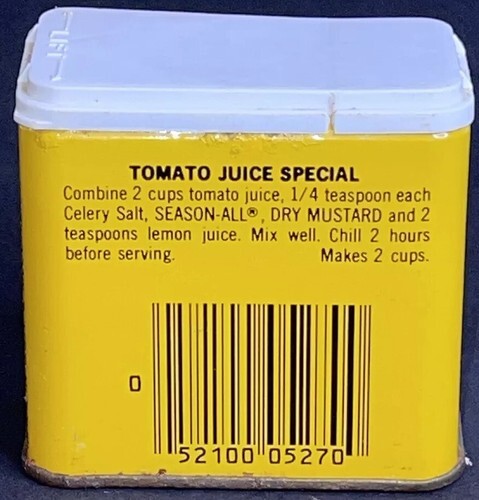 TOMATO JUICE SPECIAL
Combine 2 cups tomato juice, 1/4 teaspoon each
Celery Salt, SEASON-ALL®, DRY MUSTARD and 2
teaspoons lemon juice. Mix well. Chill 2 hours
before serving. Makes 2 cups.
0 52100 05270